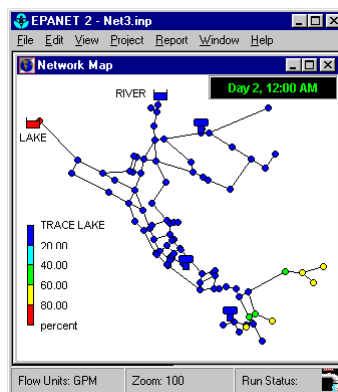 EPANET 2 - Net3.inp
File Edit View Project Report Window Help
Network Map
Day 2, 12:00 AM
RIVER
LAKE
TRACE LAKE
20.00
40.00
60.00
80.00
percent
Flow Units: GPM Zoom: 100 Run Status: